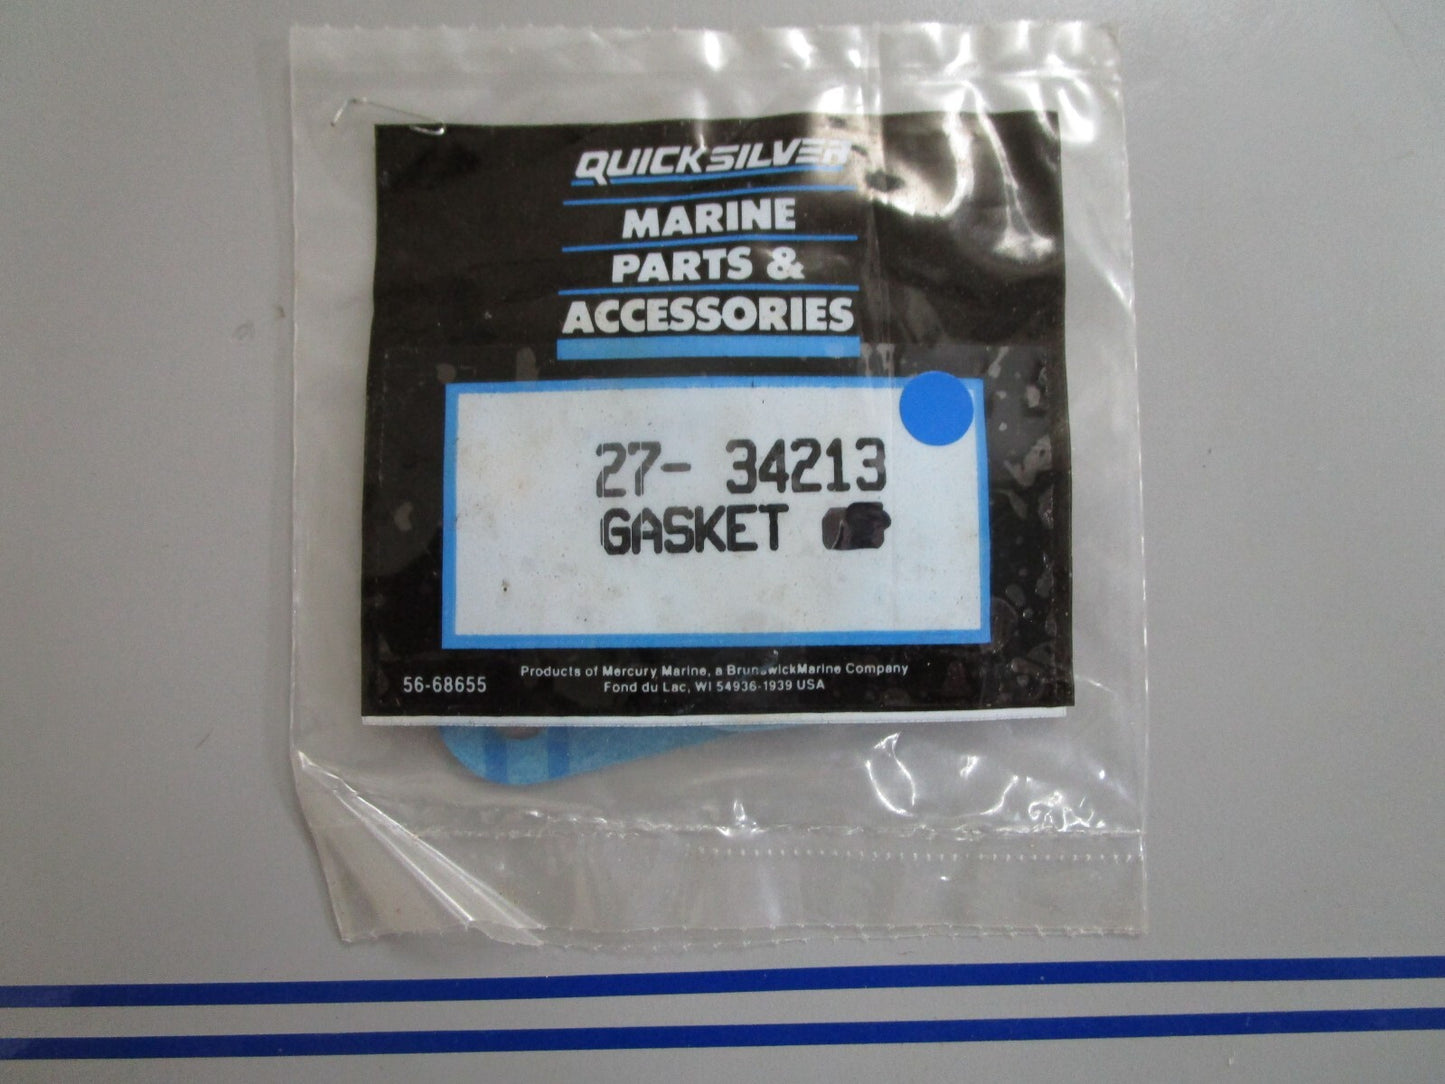 QUICKSILVER
MARINE
PARTS &
ACCESSORIES
27- 34213
GASKET
Products of Mercury Marine, a BrunswickMarine Company
56-68655
Fond du Lac, WI 54936-1939 USA